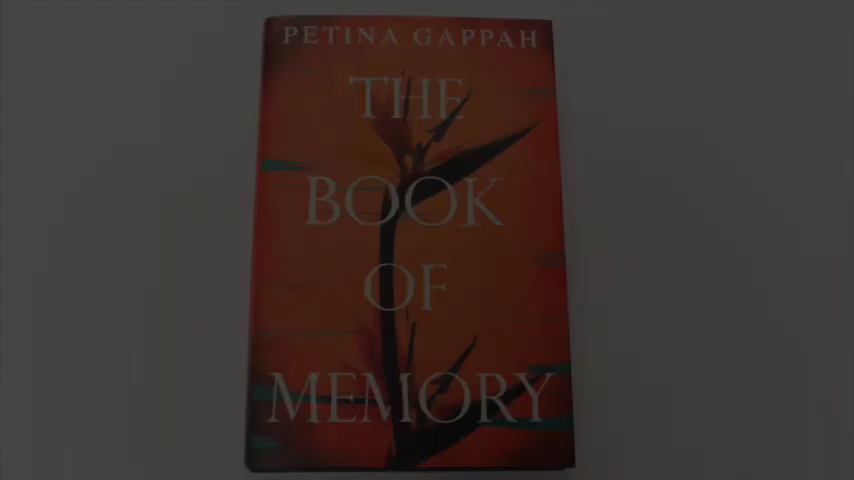 PETINA GAPPAH
THE
BOOK
OF
MEMORY